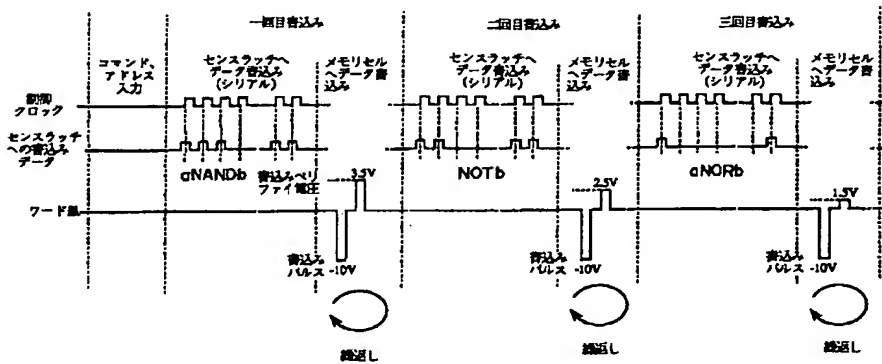 一回目書込み
二回目書込み
三回目書込み
コマンド、
アドレス
入力
センスラッチへ
データ書込み
(シリアル)
メモリセル
へデータ書
込み
センスラッチへ
データ書込み
(シリアル)
メモリセル
へデータ書
込み
センスラッチへ
データ書込み
(シリアル)
メモリセル
へデータ書
込み
制御
クロック
センスラッチ
への書込み
データ
aNANDb
書込みベリ
ファイ電圧
3.5V
NOTb
2.5V
aNORb
1.5V
ワード線
書込み
パルス
-10V
書込み
パルス
-10V
書込み
パルス
-10V
繰返し
繰返し
繰返し